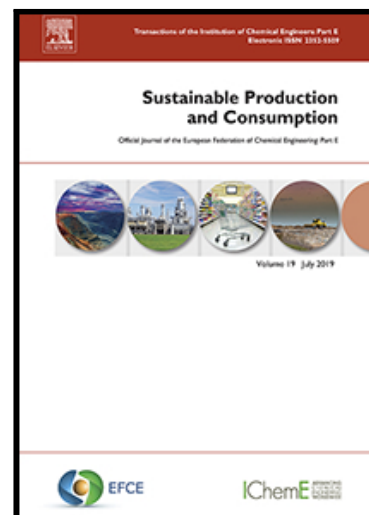 Transactions of the Institution of Chemical Engineers Part E
Electronic ISSN 2352-5509
Sustainable Production
and Consumption
Official Journal of the European Federation of Chemical Engineering Part E
Volume 19 July 2019
EFCE
IChemE